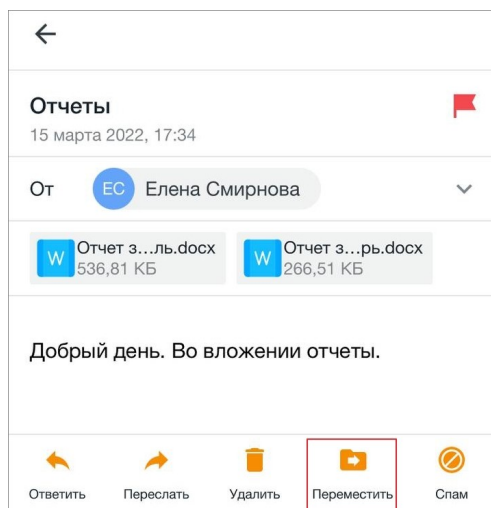 Отчеты
15 марта 2022, 17:34
От ЕС Елена Смирнова
W Отчет з...ль.docx W Отчет з...рь.docx
536,81 КБ 266,51 КБ
Добрый день. Во вложении отчеты.
Ответить Переслать Удалить Переместить Спам